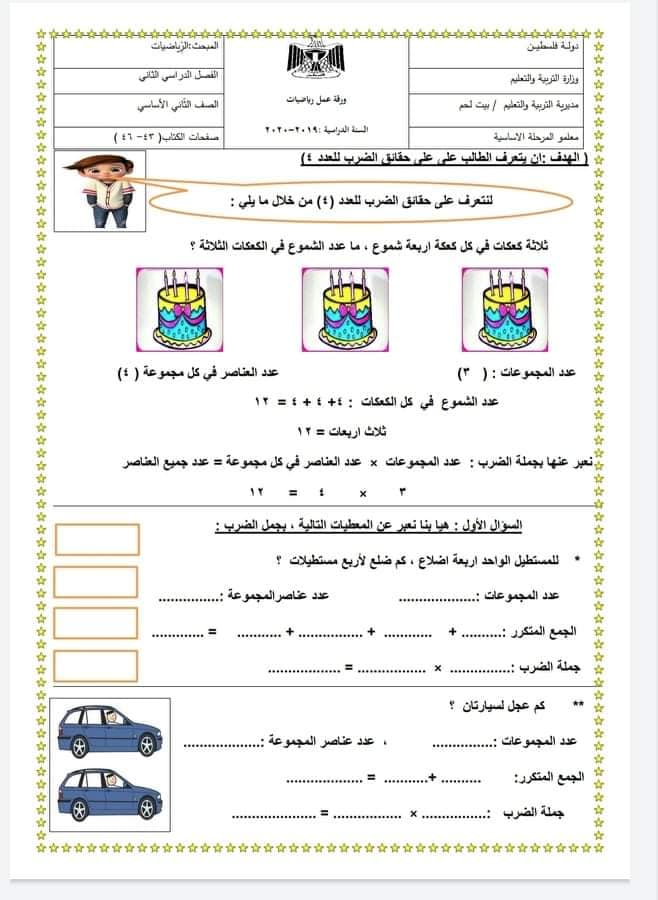 دولة فلسطين
وزارة التربية والتعليم
مديرية التربية والتعليم / بيت لحم
معلمو المرحلة الاساسية
ورقة عمل رياضيات
السنة الدراسية: ٢٠١٩-٢٠٢٠
المبحث: الرياضيات
الفصل الدراسي الثاني
الصف الثاني الأساسي
صفحات الكتاب( ٤٣- ٤٦ )
( الهدف :ان يتعرف الطالب على على حقائق الضرب للعدد ٤)
لنتعرف على حقائق الضرب للعدد (٤) من خلال ما يلي :
ثلاثة كعكات في كل كعكة اربعة شموع ، ما عدد الشموع في الكعكات الثلاثة ؟
عدد المجموعات : ( ٣ ) عدد العناصر في كل مجموعة ( ٤ )
عدد الشموع في كل الكعكات : ٤+ ٤ + ٤ = ١٢
ثلاث اربعات = ١٢
نعبر عنها بجملة الضرب : عدد المجموعات × عدد العناصر في كل مجموعة = عدد جميع العناصر
٣ × ٤ = ١٢
السؤال الأول : هيا بنا نعبر عن المعطيات التالية ، بجمل الضرب :
* للمستطيل الواحد اربعة اضلاع ، كم ضلع لأربع مستطيلات ؟
عدد المجموعات :.................... عدد عناصرالمجموعة :...............
الجمع المتكرر :.......... + ............ + ................ + ........... = .............
جملة الضرب :............... × ................. = ..................
** كم عجل لسيارتان ؟
عدد المجموعات :............... ، عدد عناصر المجموعة :...................
الجمع المتكرر: ..........+........... = ...................
جملة الضرب :................ × ................. = .....................